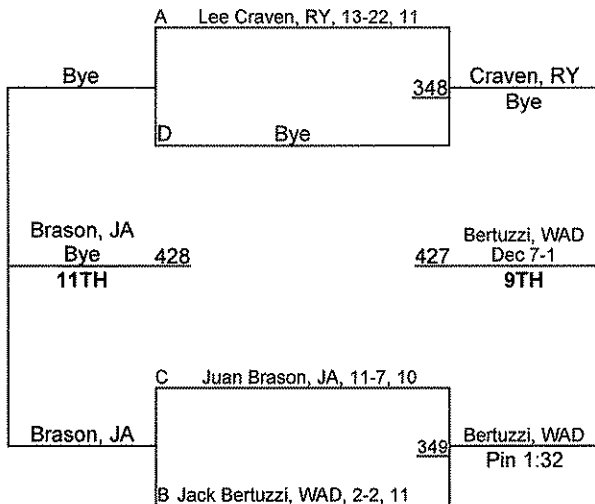 A Lee Craven, RY, 13-22, 11
Bye
348
Craven, RY
Bye
D Bye
Brason, JA
Bye
428
11TH
427
Bertuzzi, WAD
Dec 7-1
9TH
C Juan Brason, JA, 11-7, 10
Brason, JA
349
Bertuzzi, WAD
Pin 1:32
B Jack Bertuzzi, WAD, 2-2, 11